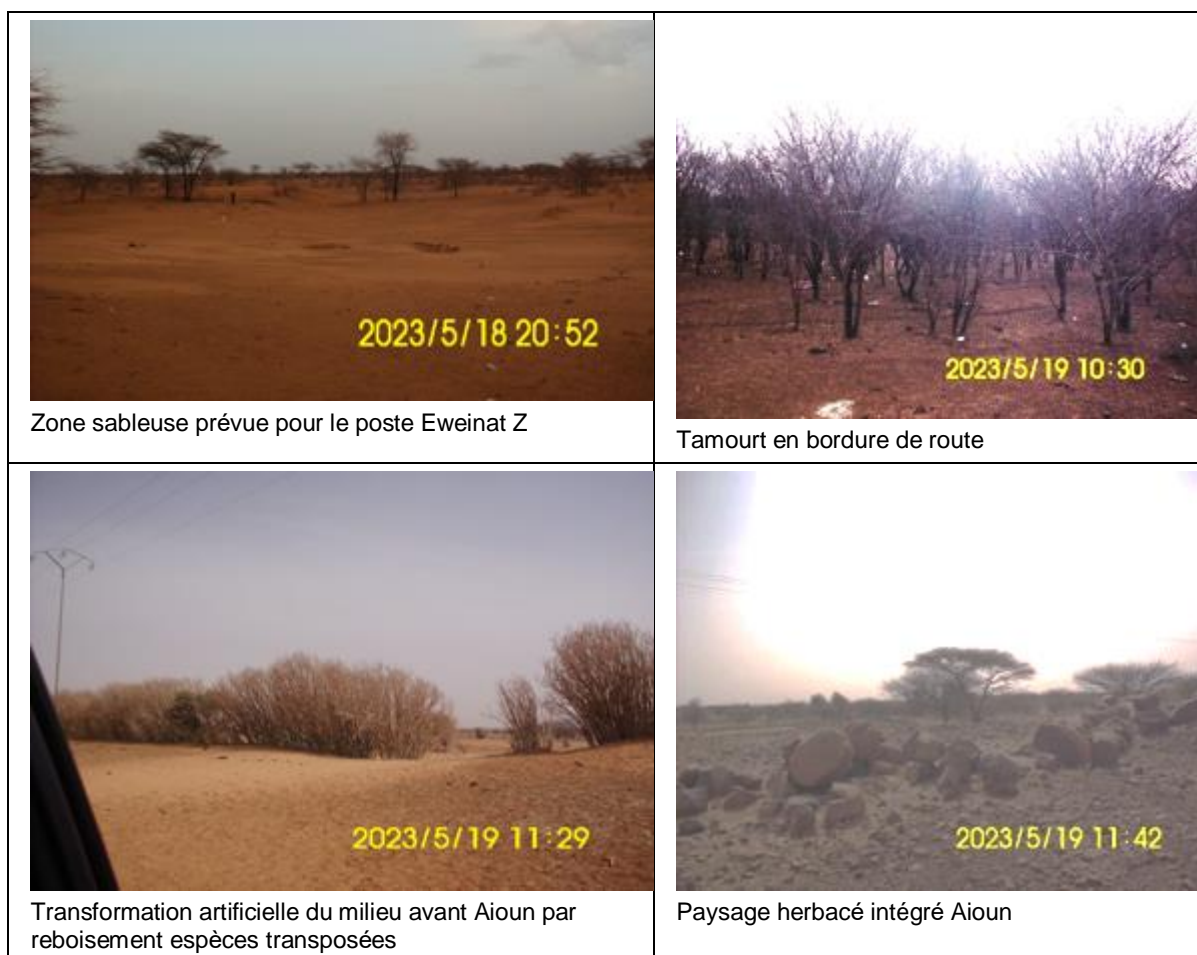 2023/5/18 20:52
Zone sableuse prévue pour le poste Eweinat Z
2023/5/19 10:30
Tamourt en bordure de route
2023/5/19 11:29
Transformation artificielle du milieu avant Aioun par
reboisement espèces transposées
2023/5/19 11:42
Paysage herbacé intégré Aioun